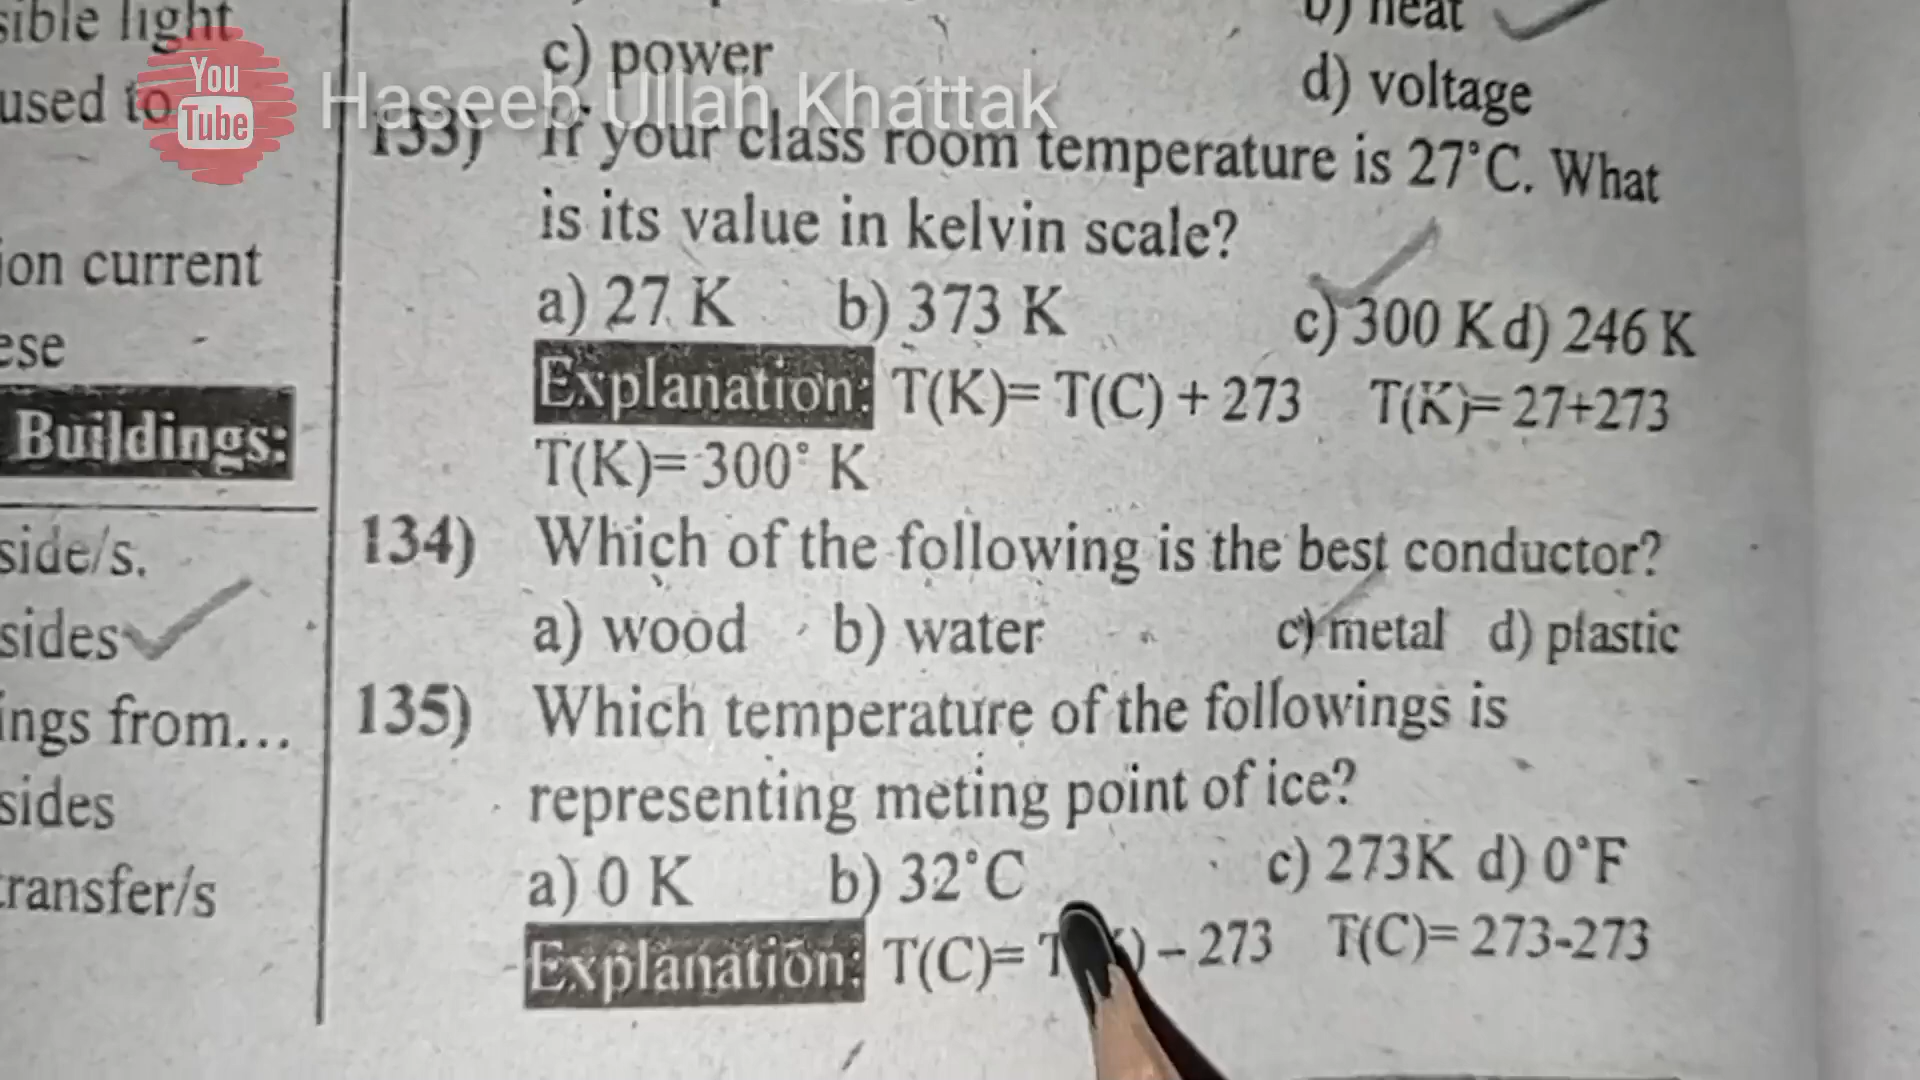 sible light
used to
ion current
ese
Buildings:
side/s.
sides
ings from...
sides
transfer/s
You
Tube
Haseeb Ullah Khattak
b) heat
c) power
d) voltage
133) If your class room temperature is 27°C. What
is its value in kelvin scale?
a) 27 K b) 373 K c) 300 K d) 246 K
Explanation: T(K)= T(C) + 273 T(K)= 27+273
T(K)= 300° K
134) Which of the following is the best conductor?
a) wood b) water c) metal d) plastic
135) Which temperature of the followings is
representing meting point of ice?
a) 0 K b) 32°C c) 273K d) 0°F
Explanation: T(C)= T ) – 273 T(C)= 273-273